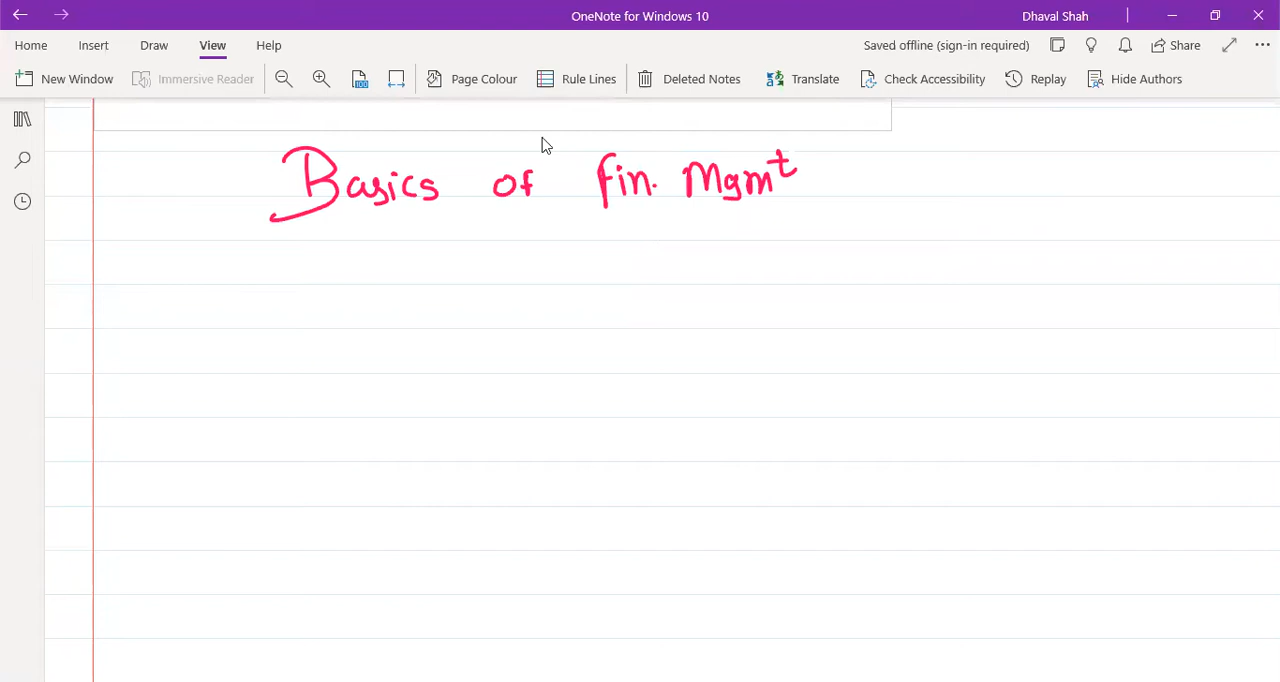 OneNote for Windows 10 Dhaval Shah
Home Insert Draw View Help Saved offline (sign-in required) Share
New Window Immersive Reader 100 Page Colour Rule Lines Deleted Notes Translate Check Accessibility Replay Hide Authors
Basics of fin. Mgmt